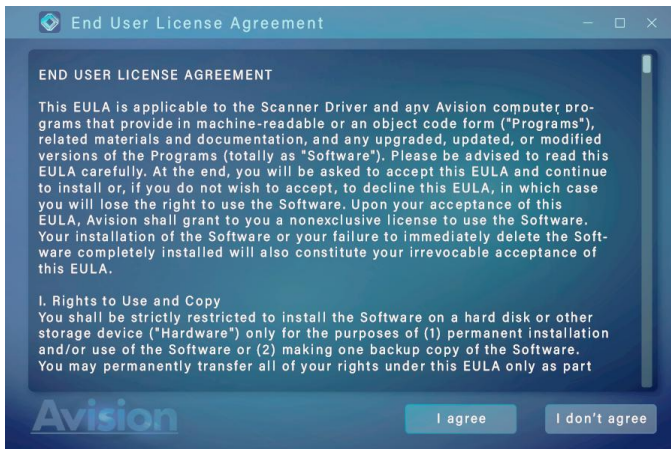 End User License Agreement
END USER LICENSE AGREEMENT
This EULA is applicable to the Scanner Driver and any Avision computer pro-
grams that provide in machine-readable or an object code form ("Programs"),
related materials and documentation, and any upgraded, updated, or modified
versions of the Programs (totally as "Software"). Please be advised to read this
EULA carefully. At the end, you will be asked to accept this EULA and continue
to install or, if you do not wish to accept, to decline this EULA, in which case
you will lose the right to use the Software. Upon your acceptance of this
EULA, Avision shall grant to you a nonexclusive license to use the Software.
Your installation of the Software or your failure to immediately delete the Soft-
ware completely installed will also constitute your irrevocable acceptance of
this EULA.
I. Rights to Use and Copy
You shall be strictly restricted to install the Software on a hard disk or other
storage device ("Hardware") only for the purposes of (1) permanent installation
and/or use of the Software or (2) making one backup copy of the Software.
You may permanently transfer all of your rights under this EULA only as part
Avision
I agree
I don't agree